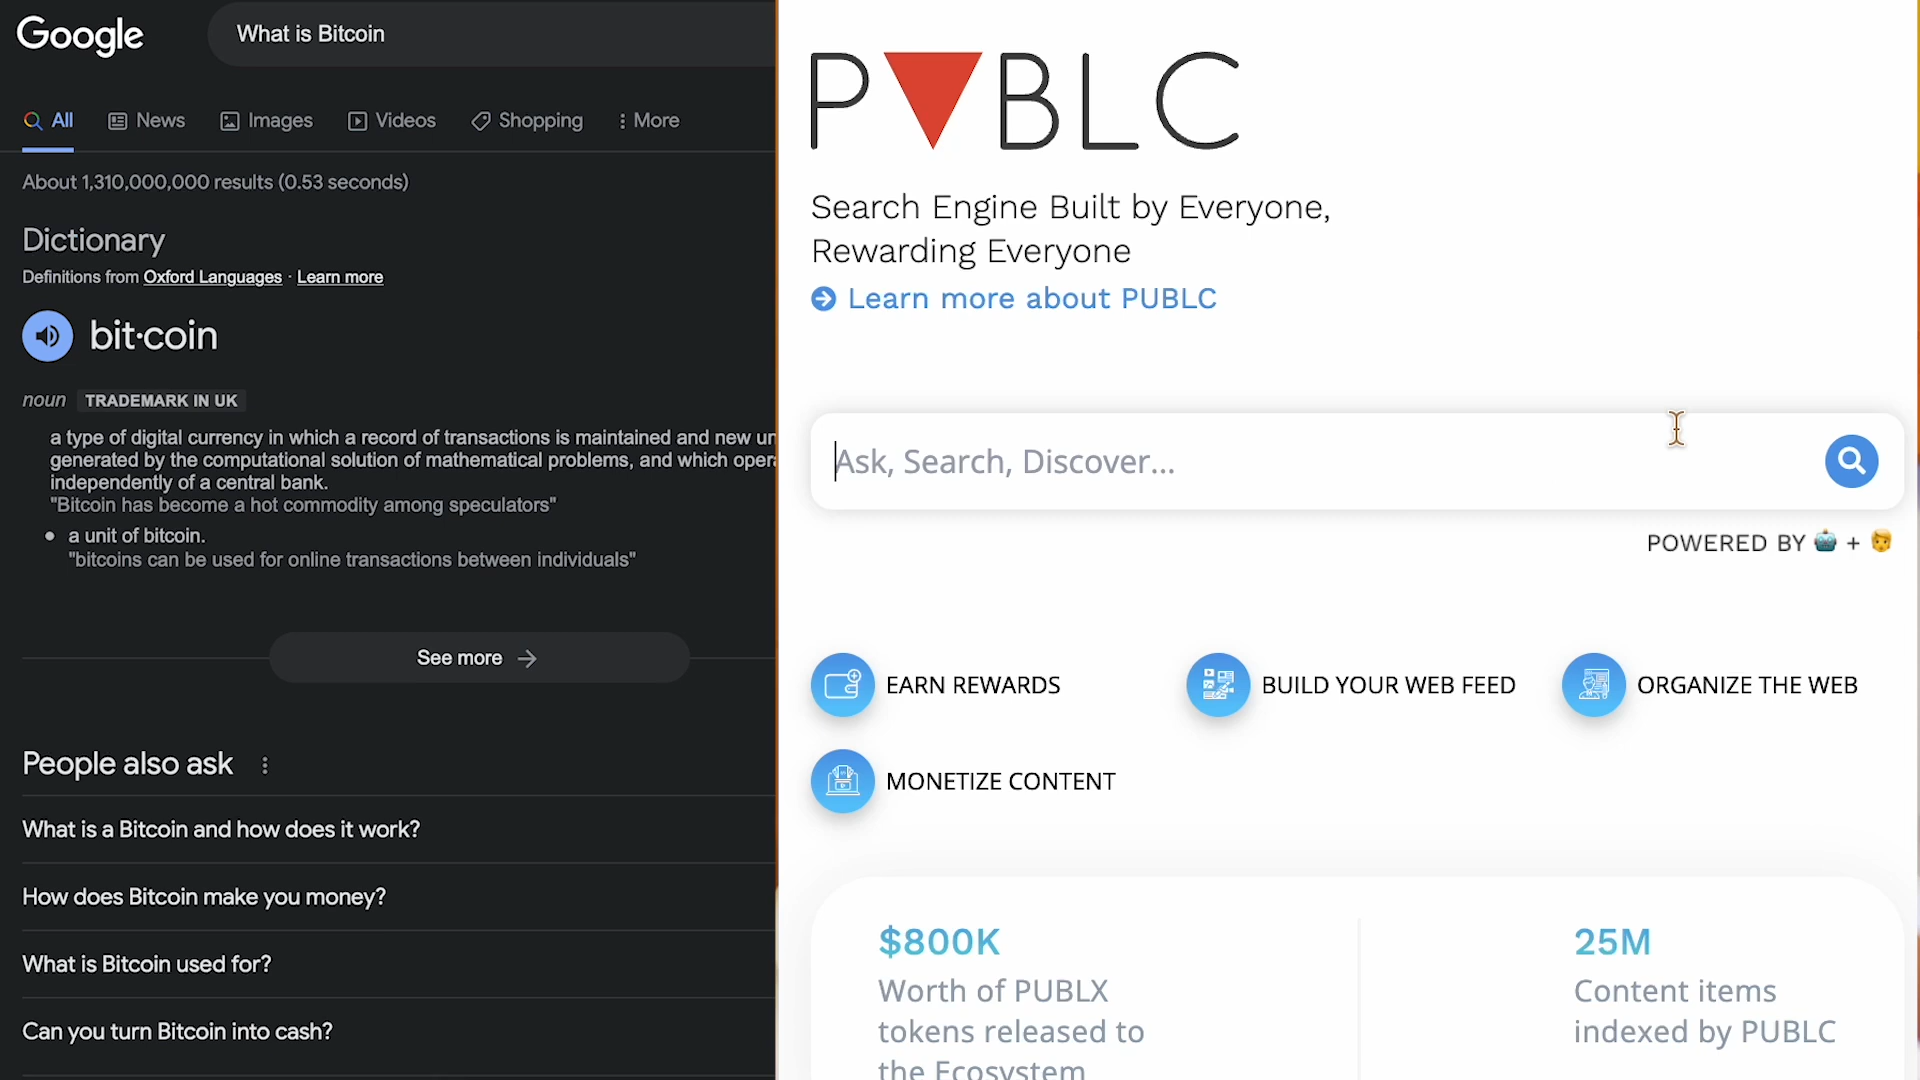 Google
What is Bitcoin
All
News
Images
Videos
Shopping
More
About 1,310,000,000 results (0.53 seconds)
Dictionary
Definitions from Oxford Languages · Learn more
bit·coin
noun TRADEMARK IN UK
a type of digital currency in which a record of transactions is maintained and new
generated by the computational solution of mathematical problems, and which
independently of a central bank.
"Bitcoin has become a hot commodity among speculators"
• a unit of bitcoin.
"bitcoins can be used for online transactions between individuals"
See more →
People also ask
What is a Bitcoin and how does it work?
How does Bitcoin make you money?
What is Bitcoin used for?
Can you turn Bitcoin into cash?
P▼BLC
Search Engine Built by Everyone,
Rewarding Everyone
Learn more about PUBLC
Ask, Search, Discover...
POWERED BY 🤖 + 👨
EARN REWARDS
BUILD YOUR WEB FEED
ORGANIZE THE WEB
MONETIZE CONTENT
$800K
Worth of PUBLX
tokens released to
the Ecosystem
25M
Content items
indexed by PUBLC